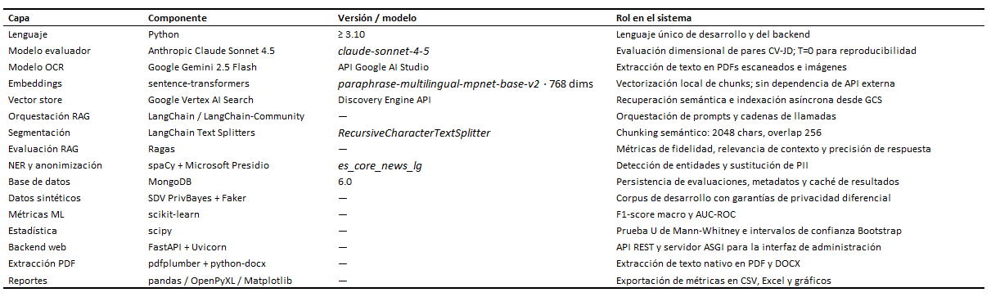 Capa Componente Versión / modelo Rol en el sistema
Lenguaje Python ≥ 3.10 Lenguaje único de desarrollo y del backend
Modelo evaluador Anthropic Claude Sonnet 4.5 claude-sonnet-4-5 Evaluación dimensional de pares CV-JD; T=0 para reproducibilidad
Modelo OCR Google Gemini 2.5 Flash API Google AI Studio Extracción de texto en PDFs escaneados e imágenes
Embeddings sentence-transformers paraphrase-multilingual-mpnet-base-v2 · 768 dims Vectorización local de chunks; sin dependencia de API externa
Vector store Google Vertex AI Search Discovery Engine API Recuperación semántica e indexación asíncrona desde GCS
Orquestación RAG LangChain / LangChain-Community — Orquestación de prompts y cadenas de llamadas
Segmentación LangChain Text Splitters RecursiveCharacterTextSplitter Chunking semántico: 2048 chars, overlap 256
Evaluación RAG Ragas — Métricas de fidelidad, relevancia de contexto y precisión de respuesta
NER y anonimización spaCy + Microsoft Presidio es_core_news_lg Detección de entidades y sustitución de PII
Base de datos MongoDB 6.0 Persistencia de evaluaciones, metadatos y caché de resultados
Datos sintéticos SDV PrivBayes + Faker — Corpus de desarrollo con garantías de privacidad diferencial
Métricas ML scikit-learn — F1-score macro y AUC-ROC
Estadística scipy — Prueba U de Mann-Whitney e intervalos de confianza Bootstrap
Backend web FastAPI + Uvicorn — API REST y servidor ASGI para la interfaz de administración
Extracción PDF pdfplumber + python-docx — Extracción de texto nativo en PDF y DOCX
Reportes pandas / OpenPyXL / Matplotlib — Exportación de métricas en CSV, Excel y gráficos